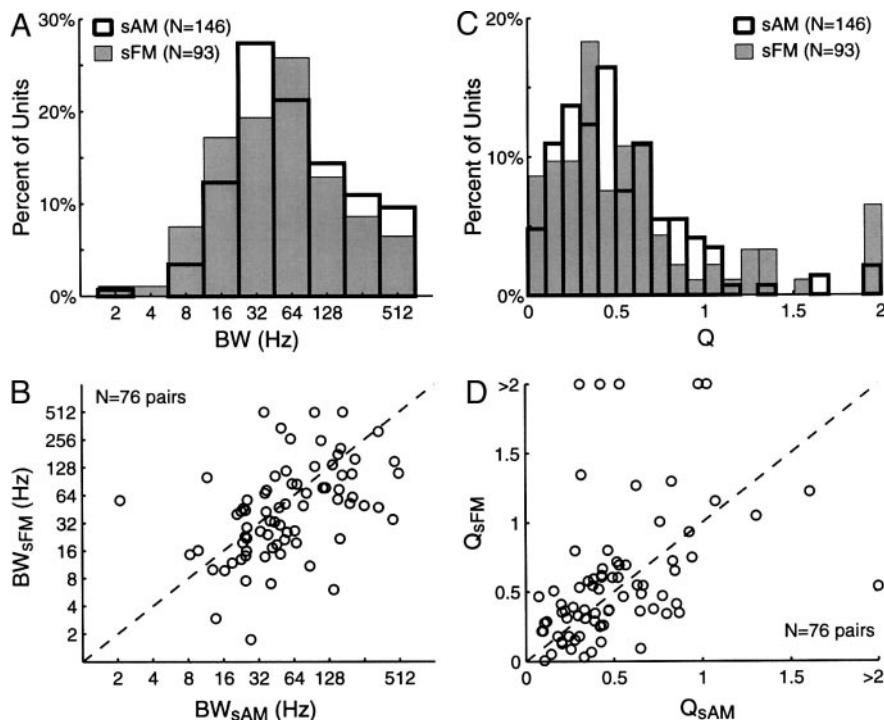 A
30%
20%
10%
0%
Percent of Units
sAM (N=146)
sFM (N=93)
2 4 8 16 32 64 128 512
BW (Hz)
C
20%
10%
0%
Percent of Units
sAM (N=146)
sFM (N=93)
0 0.5 1 1.5 2
Q
B
N=76 pairs
512
256
128
64
32
16
8
4
2
BWsFM (Hz)
2 4 8 16 32 64 128 512
BWsAM (Hz)
D
>2
1.5
1
0.5
0
QsFM
N=76 pairs
0 0.5 1 1.5 >2
QsAM